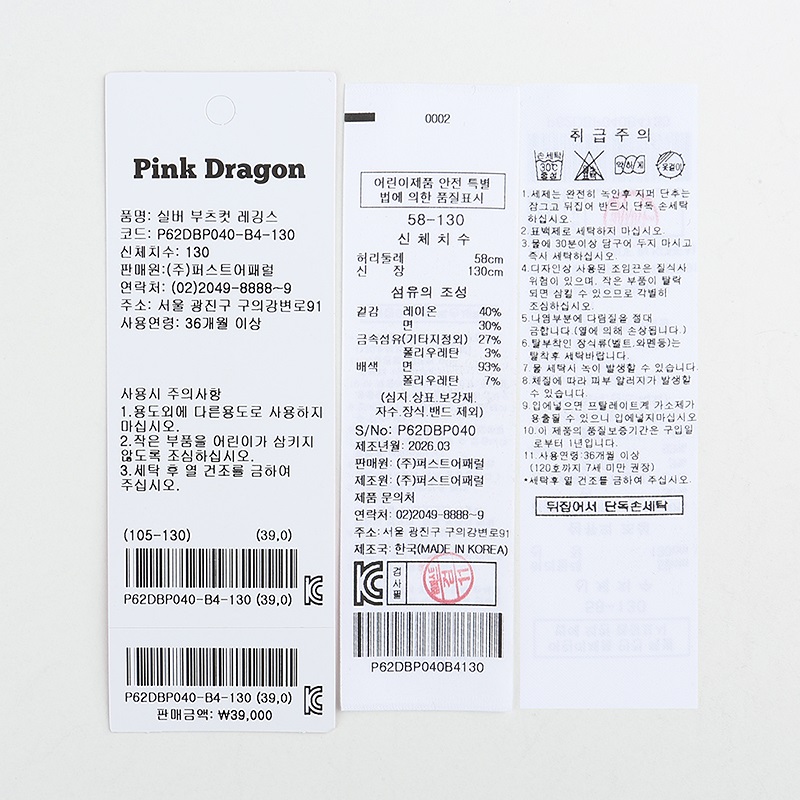 Pink Dragon
품명: 실버 부츠컷 레깅스
코드: P62DBP040-B4-130
신체치수: 130
판매원:(주)퍼스트어패럴
연락처: (02)2049-8888~9
주소: 서울 광진구 구의강변로91
사용연령: 36개월 이상
사용시 주의사항
1.용도외에 다른용도로 사용하지
마십시오.
2.작은 부품을 어린이가 삼키지
않도록 조심하십시오.
3.세탁 후 열 건조를 금하여
주십시오.
(105-130) (39,0)
P62DBP040-B4-130 (39,0)
P62DBP040-B4-130 (39,0)
판매금액: ₩39,000
0002
어린이제품 안전 특별
법에 의한 품질표시
58-130
신 체 치 수
허리둘레 58cm
신 장 130cm
섬유의 조성
겉감 레이온 40%
면 30%
금속섬유(기타지정외) 27%
폴리우레탄 3%
배색 면 93%
폴리우레탄 7%
(심지.상표.보강재.
자수.장식.밴드 제외)
S/No: P62DBP040
제조년월: 2026.03
판매원: (주)퍼스트어패럴
제조원: (주)퍼스트어패럴
제품 문의처
연락처: 02)2049-8888~9
주소: 서울 광진구 구의강변로91
제조국: 한국(MADE IN KOREA)
검사필
P62DBP040B4130
취 급 주 의
손세탁
30℃
중성
염소
표백
약하게
옷걸이
1.세제는 완전히 녹인후 지퍼 단추는
잠그고 뒤집어 반드시 단독 손세탁
하십시오.
2.표백제로 세탁하지 마십시오.
3.물에 30분이상 담구어 두지 마시고
즉시 세탁하십시오.
4.디자인상 사용된 조임끈은 질식사
위험이 있으며, 작은 부품이 탈락
되면 삼킬 수 있으므로 각별히
조심하십시오.
5.나염부분에 다림질을 절대
금합니다.(열에 의해 손상됩니다.)
6.탈부착인 장식류(벨트,와펜등)는
탈착후 세탁바랍니다.
7.물 세탁시 녹이 발생할 수 있습니다.
8.체질에 따라 피부 알러지가 발생할
수 있습니다.
9.입에넣으면 프탈레이트계 가소제가
용출될 수 있으니 입에넣지마십시오
10.이 제품의 품질보증기간은 구입일
로부터 1년입니다.
11.사용연령:36개월 이상
(120호까지 7세 미만 권장)
*세탁후 열 건조를 금하여 주십시오.
뒤집어서 단독손세탁